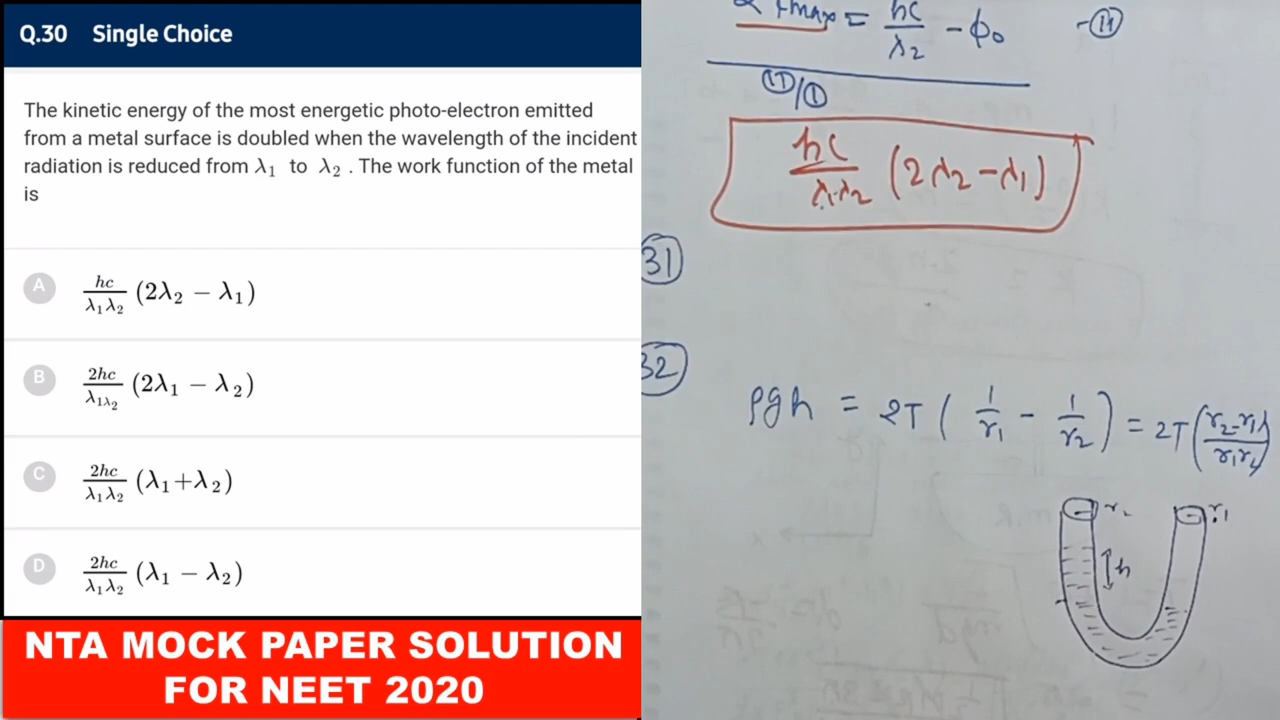 Q.30 Single Choice
The kinetic energy of the most energetic photo-electron emitted
from a metal surface is doubled when the wavelength of the incident
radiation is reduced from λ₁ to λ₂ . The work function of the metal
is
A hc/λ₁λ₂ (2λ₂ − λ₁)
B 2hc/λ₁λ₂ (2λ₁ − λ₂)
C 2hc/λ₁λ₂ (λ₁+λ₂)
D 2hc/λ₁λ₂ (λ₁ − λ₂)
NTA MOCK PAPER SOLUTION
FOR NEET 2020
max = hc/λ₂ − ϕ₀ -(II)
(II)/(I)
hc/λ₁λ₂ (2λ₂−λ₁)
31)
32
ρgh = 2T ( 1/r₁ − 1/r₂ ) = 2T (r₂−r₁/r₁r₂)
r₂ r₁
h